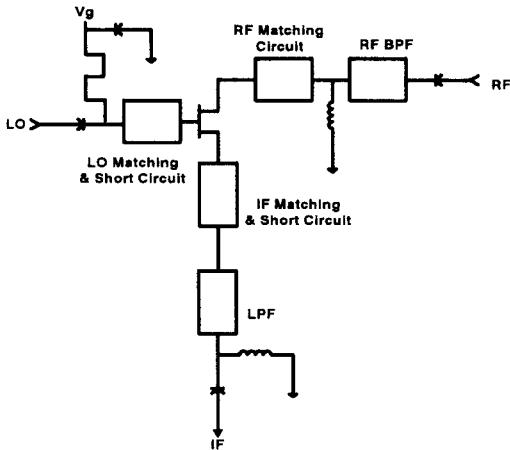 Vg
RF Matching
Circuit
RF BPF
RF
LO
LO Matching
& Short Circuit
IF Matching
& Short Circuit
LPF
IF